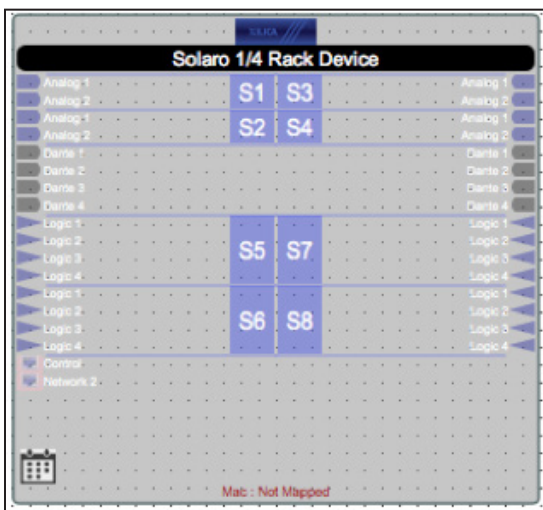 XILICA
Solaro 1/4 Rack Device
Analog 1 S1 S3 Analog 1
Analog 2 Analog 2
Analog 1 S2 S4 Analog 1
Analog 2 Analog 2
Dante 1 Dante 1
Dante 2 Dante 2
Dante 3 Dante 3
Dante 4 Dante 4
Logic 1 Logic 1
Logic 2 S5 S7 Logic 2
Logic 3 Logic 3
Logic 4 Logic 4
Logic 1 Logic 1
Logic 2 S6 S8 Logic 2
Logic 3 Logic 3
Logic 4 Logic 4
Control
Network 2
Mac : Not Mapped